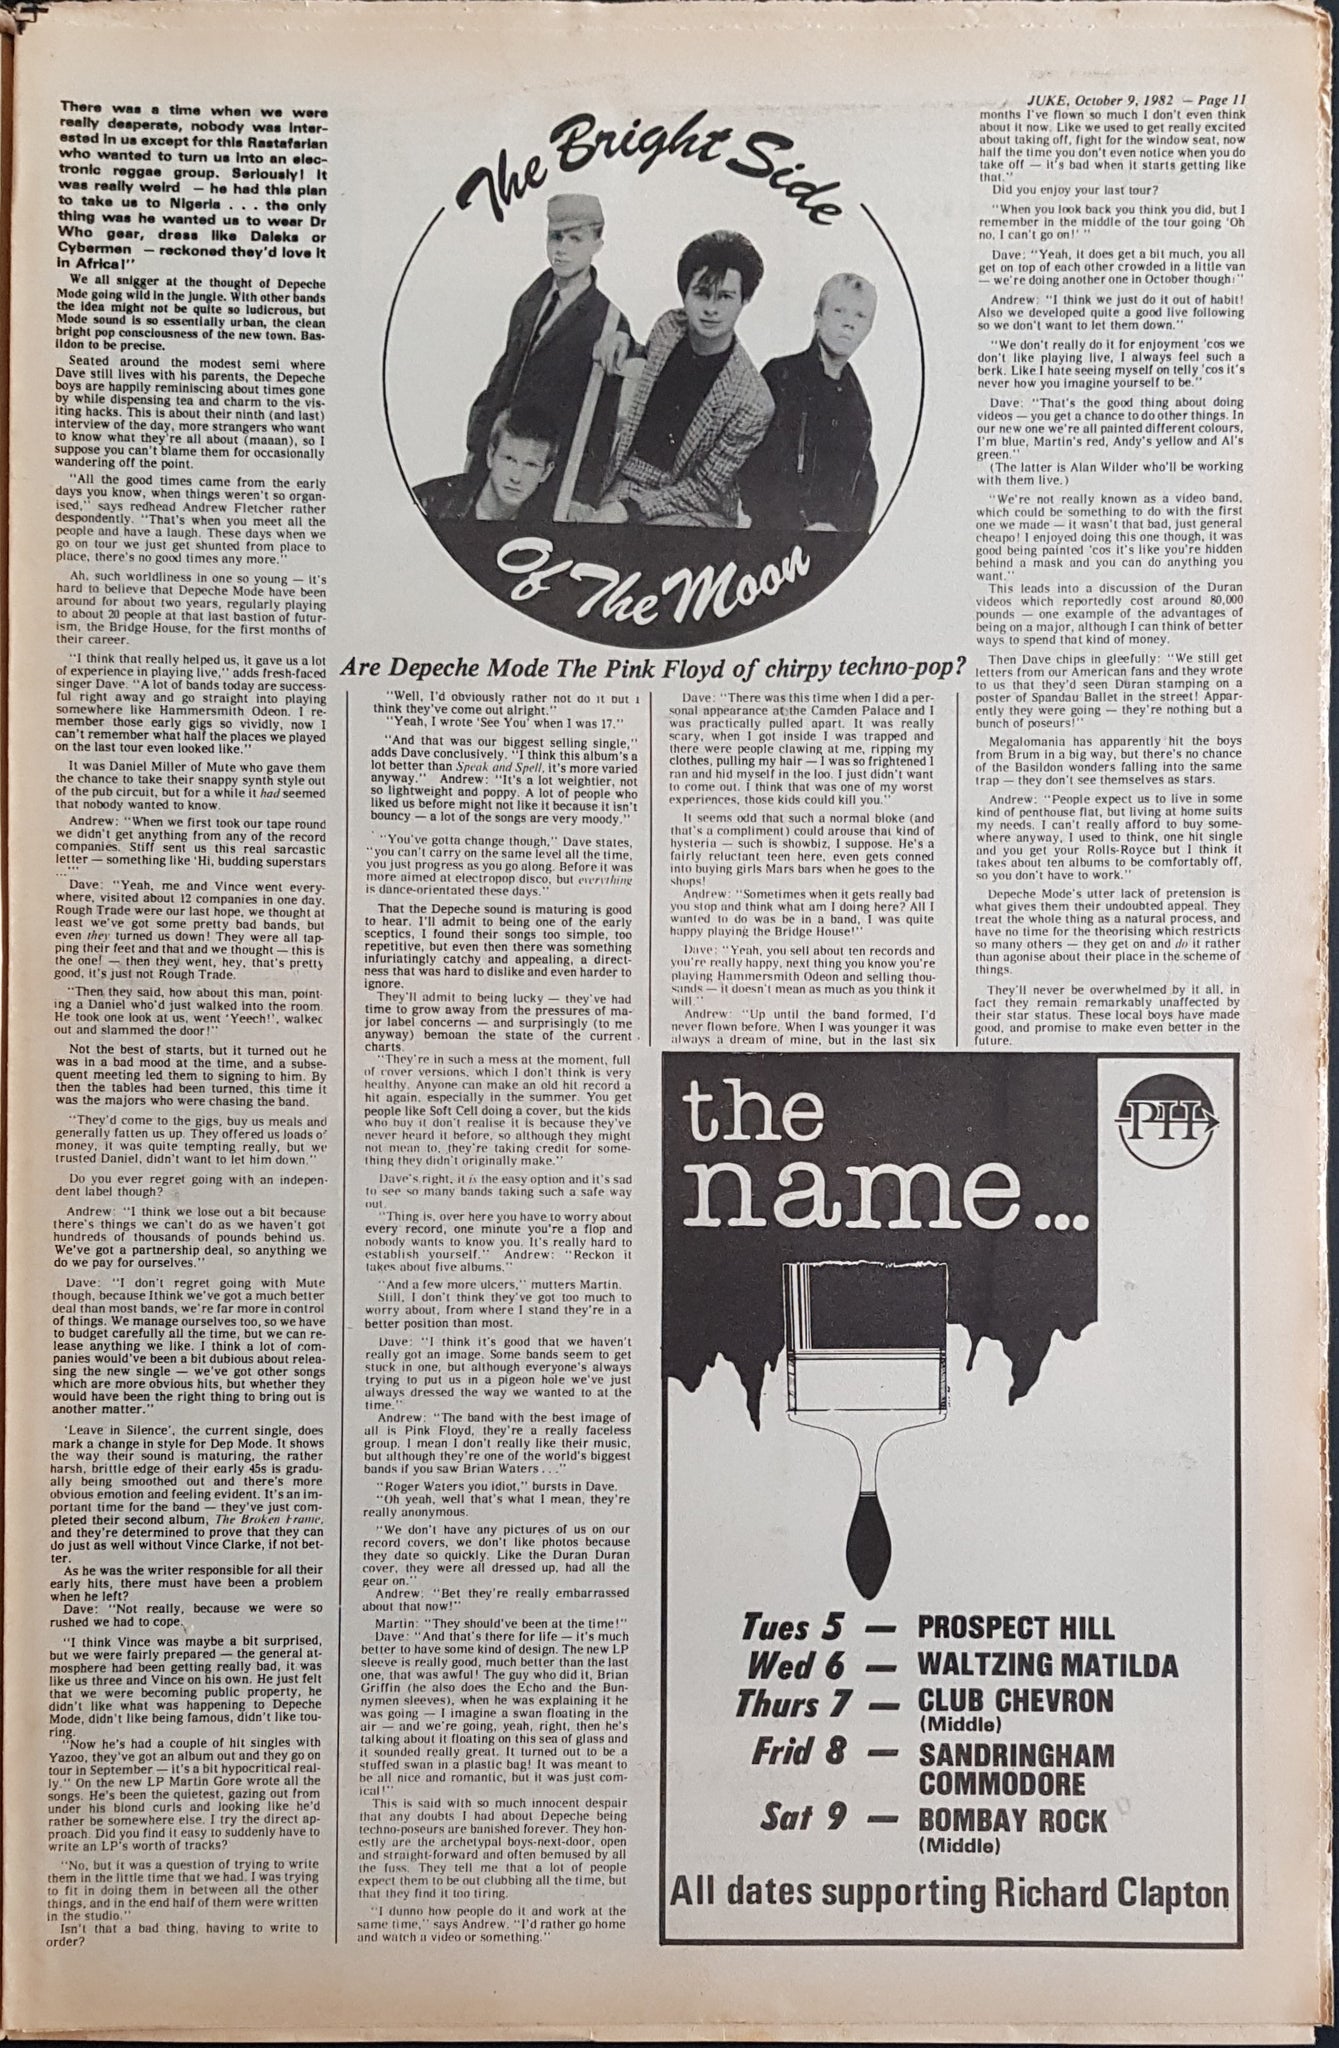 JUKE, October 9, 1982 — Page 11
The Bright Side
Of The Moon
Are Depeche Mode The Pink Floyd of chirpy techno-pop?
There was a time when we were
really desperate, nobody was inter-
ested in us except for this Rastafarian
who wanted to turn us into an elec-
tronic reggae group. Seriously! It
was really weird — he had this plan
to take us to Nigeria . . . the only
thing was he wanted us to wear Dr
Who gear, dress like Daleks or
Cybermen — reckoned they'd love it
in Africa!"
We all snigger at the thought of Depeche
Mode going wild in the jungle. With other bands
the idea might not be quite so ludicrous, but
Mode sound is so essentially urban, the clean
bright pop consciousness of the new town. Bas-
ildon to be precise.
Seated around the modest semi where
Dave still lives with his parents, the Depeche
boys are happily reminiscing about times gone
by while dispensing tea and charm to the vis-
iting hacks. This is about their ninth (and last)
interview of the day, more strangers who want
to know what they're all about (maaan), so I
suppose you can't blame them for occasionally
wandering off the point.
"All the good times came from the early
days you know, when things weren't so organ-
ised," says redhead Andrew Fletcher rather
despondently. "That's when you meet all the
people and have a laugh. These days when we
go on tour we just get shunted from place to
place, there's no good times any more."
Ah, such worldliness in one so young — it's
hard to believe that Depeche Mode have been
around for about two years, regularly playing
to about 20 people at that last bastion of futur-
ism, the Bridge House, for the first months of
their career.
"I think that really helped us, it gave us a lot
of experience in playing live," adds fresh-faced
singer Dave. "A lot of bands today are success-
ful right away and go straight into playing
somewhere like Hammersmith Odeon. I re-
member those early gigs so vividly, now I
can't remember what half the places we played
on the last tour even looked like."
It was Daniel Miller of Mute who gave them
the chance to take their snappy synth style out
of the pub circuit, but for a while it had seemed
that nobody wanted to know.
Andrew: "When we first took our tape round
we didn't get anything from any of the record
companies. Stiff sent us this real sarcastic
letter — something like 'Hi, budding superstars
...'"
Dave: "Yeah, me and Vince went every-
where, visited about 12 companies in one day.
Rough Trade were our last hope, we thought at
least we've got some pretty bad bands, but
even they turned us down! They were all tap-
ping their feet and that and we thought — this is
the one! — then they went, hey, that's pretty
good, it's just not Rough Trade.
"Then they said, how about this man, point-
ing a Daniel who'd just walked into the room.
He took one look at us, went 'Yeech!', walked
out and slammed the door!"
Not the best of starts, but it turned out he
was in a bad mood at the time, and a subse-
quent meeting led them to signing to him. By
then the tables had been turned, this time it
was the majors who were chasing the band.
"They'd come to the gigs, buy us meals and
generally fatten us up. They offered us loads of
money, it was quite tempting really, but we
trusted Daniel, didn't want to let him down."
Do you ever regret going with an indepen-
dent label though?
Andrew: "I think we lose out a bit because
there's things we can't do as we haven't got
hundreds of thousands of pounds behind us.
We've got a partnership deal, so anything we
do we pay for ourselves."
Dave: "I don't regret going with Mute
though, because Ithink we've got a much better
deal than most bands, we're far more in control
of things. We manage ourselves too, so we have
to budget carefully all the time, but we can re-
lease anything we like. I think a lot of com-
panies would've been a bit dubious about relea-
sing the new single — we've got other songs
which are more obvious hits, but whether they
would have been the right thing to bring out is
another matter."
'Leave in Silence', the current single, does
mark a change in style for Dep Mode. It shows
the way their sound is maturing, the rather
harsh, brittle edge of their early 45s is gradu-
ally being smoothed out and there's more
obvious emotion and feeling evident. It's an im-
portant time for the band — they've just com-
pleted their second album, The Broken Frame,
and they're determined to prove that they can
do just as well without Vince Clarke, if not bet-
ter.
As he was the writer responsible for all their
early hits, there must have been a problem
when he left?
Dave: "Not really, because we were so
rushed we had to cope.
"I think Vince was maybe a bit surprised,
but we were fairly prepared — the general at-
mosphere had been getting really bad, it was
like us three and Vince on his own. He just felt
that we were becoming public property, he
didn't like what was happening to Depeche
Mode, didn't like being famous, didn't like tou-
ring.
"Now he's had a couple of hit singles with
Yazoo, they've got an album out and they go on
tour in September — it's a bit hypocritical real-
ly." On the new LP Martin Gore wrote all the
songs. He's been the quietest, gazing out from
under his blond curls and looking like he'd
rather be somewhere else. I try the direct ap-
proach. Did you find it easy to suddenly have to
write an LP's worth of tracks?
"No, but it was a question of trying to write
them in the little time that we had. I was trying
to fit in doing them in between all the other
things, and in the end half of them were written
in the studio."
Isn't that a bad thing, having to write to
order?
"Well, I'd obviously rather not do it but I
think they've come out alright."
"Yeah, I wrote 'See You' when I was 17."
"And that was our biggest selling single,"
adds Dave conclusively. "I think this album's a
lot better than Speak and Spell, it's more varied
anyway." Andrew: "It's a lot weightier, not
so lightweight and poppy. A lot of people who
liked us before might not like it because it isn't
bouncy — a lot of the songs are very moody."
"You've gotta change though," Dave states,
"you can't carry on the same level all the time,
you just progress as you go along. Before it was
more aimed at electropop disco, but everything
is dance-orientated these days."
That the Depeche sound is maturing is good
to hear. I'll admit to being one of the early
sceptics, I found their songs too simple, too
repetitive, but even then there was something
infuriatingly catchy and appealing, a direct-
ness that was hard to dislike and even harder to
ignore.
They'll admit to being lucky — they've had
time to grow away from the pressures of ma-
jor label concerns — and surprisingly (to me
anyway) bemoan the state of the current
charts.
"They're in such a mess at the moment, full
of cover versions, which I don't think is very
healthy. Anyone can make an old hit record a
hit again, especially in the summer. You get
people like Soft Cell doing a cover, but the kids
who buy it don't realise it is because they've
never heard it before, so although they might
not mean to, they're taking credit for some-
thing they didn't originally make."
Dave's right, it is the easy option and it's sad
to see so many bands taking such a safe way
out.
"Thing is, over here you have to worry about
every record, one minute you're a flop and
nobody wants to know you. It's really hard to
establish yourself." Andrew: "Reckon it
takes about five albums."
"And a few more ulcers," mutters Martin.
Still, I don't think they've got too much to
worry about, from where I stand they're in a
better position than most.
Dave: "I think it's good that we haven't
really got an image. Some bands seem to get
stuck in one, but although everyone's always
trying to put us in a pigeon hole we've just
always dressed the way we wanted to at the
time."
Andrew: "The band with the best image of
all is Pink Floyd, they're a really faceless
group. I mean I don't really like their music,
but although they're one of the world's biggest
bands if you saw Brian Waters . . ."
"Roger Waters you idiot," bursts in Dave.
"Oh yeah, well that's what I mean, they're
really anonymous.
"We don't have any pictures of us on our
record covers, we don't like photos because
they date so quickly. Like the Duran Duran
cover, they were all dressed up, had all the
gear on."
Andrew: "Bet they're really embarrassed
about that now!"
Martin: "They should've been at the time!"
Dave: "And that's there for life — it's much
better to have some kind of design. The new LP
sleeve is really good, much better than the last
one, that was awful! The guy who did it, Brian
Griffin (he also does the Echo and the Bun-
nymen sleeves), when he was explaining it he
was going — I imagine a swan floating in the
air — and we're going, yeah, right, then he's
talking about it floating on this sea of glass and
it sounded really great. It turned out to be a
stuffed swan in a plastic bag! It was meant to
be all nice and romantic, but it was just com-
ical!"
This is said with so much innocent despair
that any doubts I had about Depeche being
techno-poseurs are banished forever. They hon-
estly are the archetypal boys-next-door, open
and straight-forward and often bemused by all
the fuss. They tell me that a lot of people
expect them to be out clubbing all the time, but
that they find it too tiring.
"I dunno how people do it and work at the
same time," says Andrew. "I'd rather go home
and watch a video or something."
Dave: "There was this time when I did a per-
sonal appearance at the Camden Palace and I
was practically pulled apart. It was really
scary, when I got inside I was trapped and
there were people clawing at me, ripping my
clothes, pulling my hair — I was so frightened I
ran and hid myself in the loo. I just didn't want
to come out. I think that was one of my worst
experiences, those kids could kill you."
It seems odd that such a normal bloke (and
that's a compliment) could arouse that kind of
hysteria — such is showbiz, I suppose. He's a
fairly reluctant teen hero, even gets conned
into buying girls Mars bars when he goes to the
shops!
Andrew: "Sometimes when it gets really bad
you stop and think what am I doing here? All I
wanted to do was be in a band, I was quite
happy playing the Bridge House!"
Dave: "Yeah, you sell about ten records and
you're really happy, next thing you know you're
playing Hammersmith Odeon and selling thou-
sands — it doesn't mean as much as you think it
will."
Andrew: "Up until the band formed, I'd
never flown before. When I was younger it was
always a dream of mine, but in the last six
months I've flown so much I don't even think
about it now. Like we used to get really excited
about taking off, fight for the window seat, now
half the time you don't even notice when you do
take off — it's bad when it starts getting like
that."
Did you enjoy your last tour?
"When you look back you think you did, but I
remember in the middle of the tour going 'Oh
no, I can't go on!' "
Dave: "Yeah, it does get a bit much, you all
get on top of each other crowded in a little van
— we're doing another one in October though!"
Andrew: "I think we just do it out of habit!
Also we developed quite a good live following
so we don't want to let them down."
"We don't really do it for enjoyment 'cos we
don't like playing live, I always feel such a
berk. Like I hate seeing myself on telly 'cos it's
never how you imagine yourself to be."
Dave: "That's the good thing about doing
videos — you get a chance to do other things. In
our new one we're all painted different colours,
I'm blue, Martin's red, Andy's yellow and Al's
green."
(The latter is Alan Wilder who'll be working
with them live.)
"We're not really known as a video band,
which could be something to do with the first
one we made — it wasn't that bad, just general
cheapo! I enjoyed doing this one though, it was
good being painted 'cos it's like you're hidden
behind a mask and you can do anything you
want."
This leads into a discussion of the Duran
videos which reportedly cost around 80,000
pounds — one example of the advantages of
being on a major, although I can think of better
ways to spend that kind of money.
Then Dave chips in gleefully: "We still get
letters from our American fans and they wrote
to us that they'd seen Duran stamping on a
poster of Spandau Ballet in the street! Appar-
ently they were going — they're nothing but a
bunch of poseurs!"
Megalomania has apparently hit the boys
from Brum in a big way, but there's no chance
of the Basildon wonders falling into the same
trap — they don't see themselves as stars.
Andrew: "People expect us to live in some
kind of penthouse flat, but living at home suits
my needs. I can't really afford to buy some-
where anyway, I used to think, one hit single
and you get your Rolls-Royce but I think it
takes about ten albums to be comfortably off,
so you don't have to work."
Depeche Mode's utter lack of pretension is
what gives them their undoubted appeal. They
treat the whole thing as a natural process, and
have no time for the theorising which restricts
so many others — they get on and do it rather
than agonise about their place in the scheme of
things.
They'll never be overwhelmed by it all, in
fact they remain remarkably unaffected by
their star status. These local boys have made
good, and promise to make even better in the
future.
the
name...
PH
Tues 5 — PROSPECT HILL
Wed 6 — WALTZING MATILDA
Thurs 7 — CLUB CHEVRON
(Middle)
Frid 8 — SANDRINGHAM
COMMODORE
Sat 9 — BOMBAY ROCK
(Middle)
All dates supporting Richard Clapton